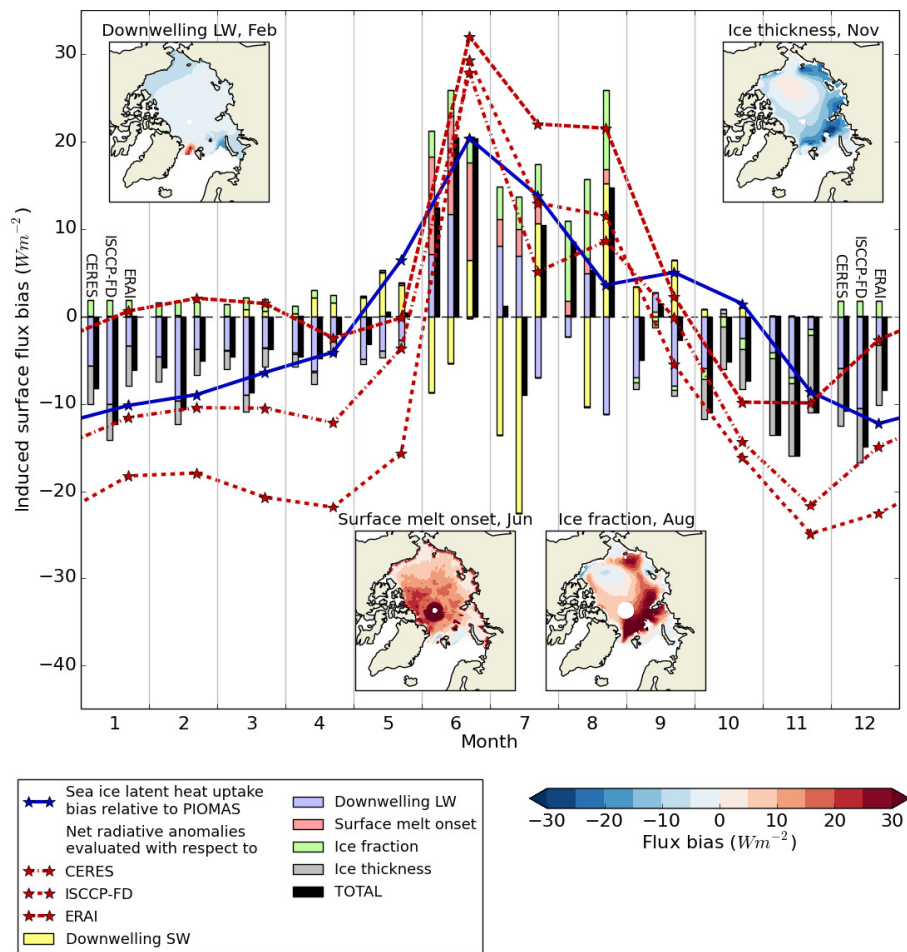 Downwelling LW, Feb
Ice thickness, Nov
30
20
10
0
−10
−20
−30
−40
Induced surface flux bias (Wm⁻²)
CERES
ISCCP-FD
ERAI
CERES
ISCCP-FD
ERAI
Surface melt onset, Jun
Ice fraction, Aug
1 2 3 4 5 6 7 8 9 10 11 12
Month
Sea ice latent heat uptake
bias relative to PIOMAS
Net radiative anomalies
evaluated with respect to
CERES
ISCCP-FD
ERAI
Downwelling SW
Downwelling LW
Surface melt onset
Ice fraction
Ice thickness
TOTAL
−30 −20 −10 0 10 20 30
Flux bias (Wm⁻²)